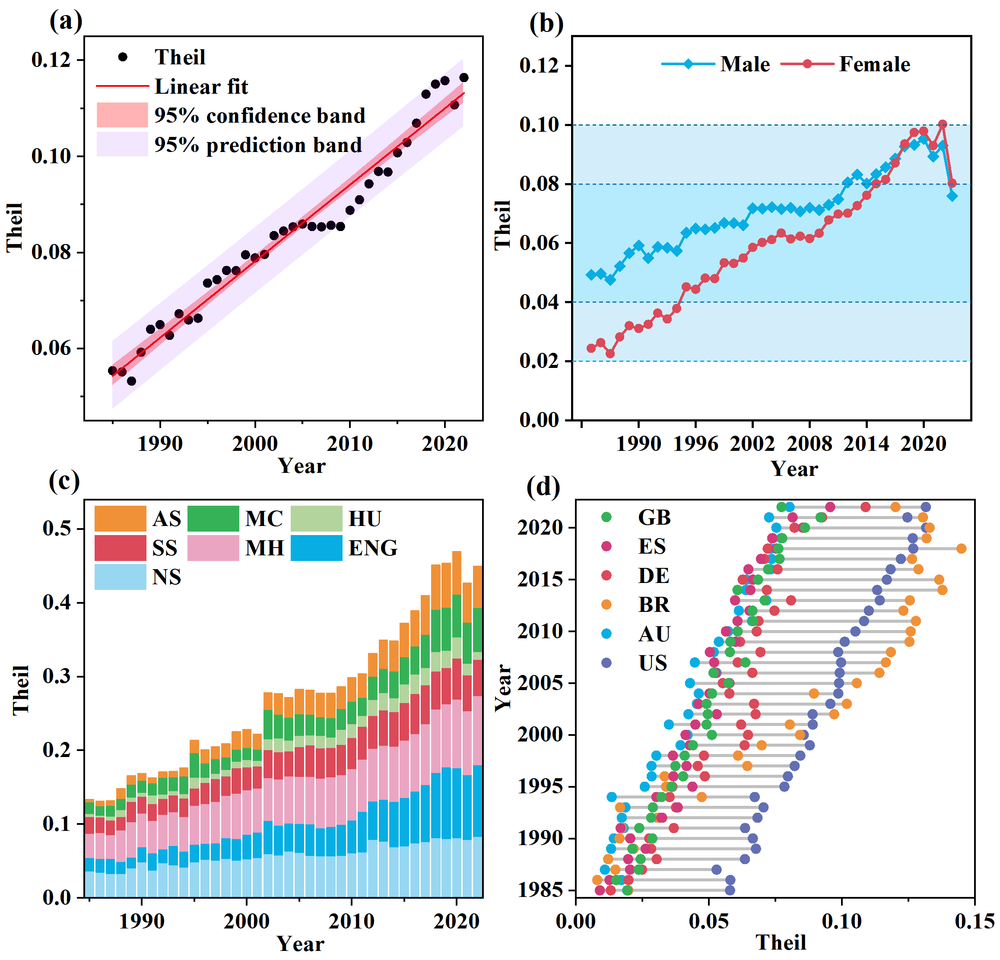 (a)
Theil
Linear fit
95% confidence band
95% prediction band
0.12
0.10
0.08
0.06
Theil
1990 2000 2010 2020
Year
(b)
Male Female
0.12
0.10
0.08
0.06
0.04
0.02
0.00
Theil
1990 1996 2002 2008 2014 2020
Year
(c)
AS MC HU
SS MH ENG
NS
0.5
0.4
0.3
0.2
0.1
0.0
Theil
1990 2000 2010 2020
Year
(d)
GB
ES
DE
BR
AU
US
2020
2015
2010
2005
2000
1995
1990
1985
Year
0.00 0.05 0.10 0.15
Theil